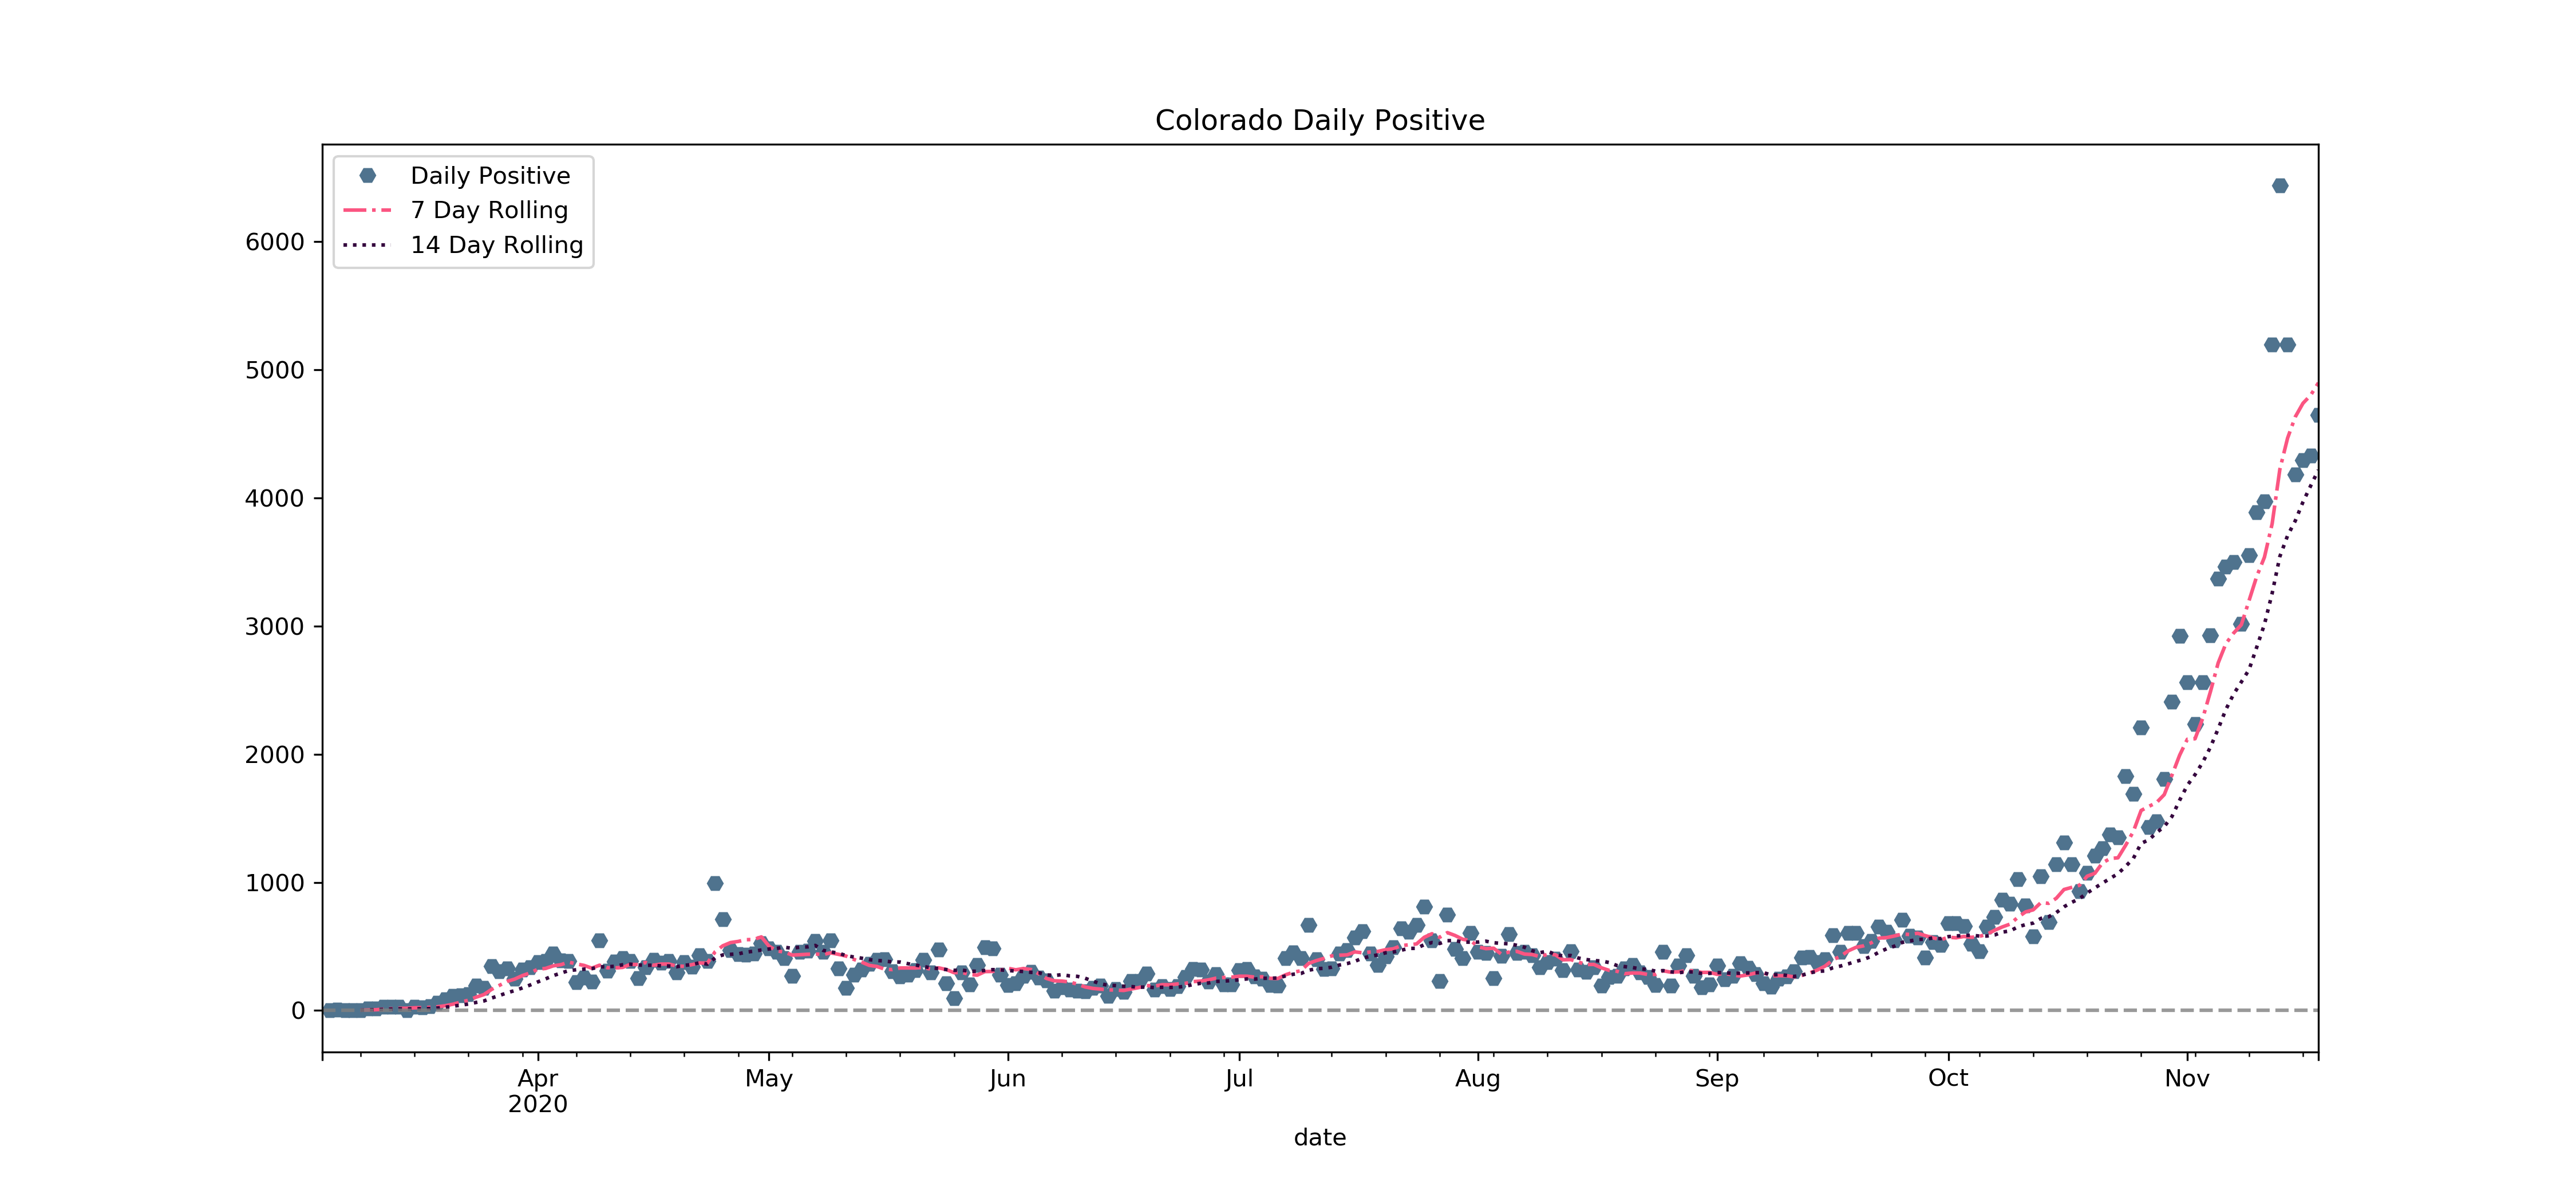 Colorado Daily Positive
Daily Positive
7 Day Rolling
14 Day Rolling
6000
5000
4000
3000
2000
1000
0
Apr May Jun Jul Aug Sep Oct Nov
2020
date